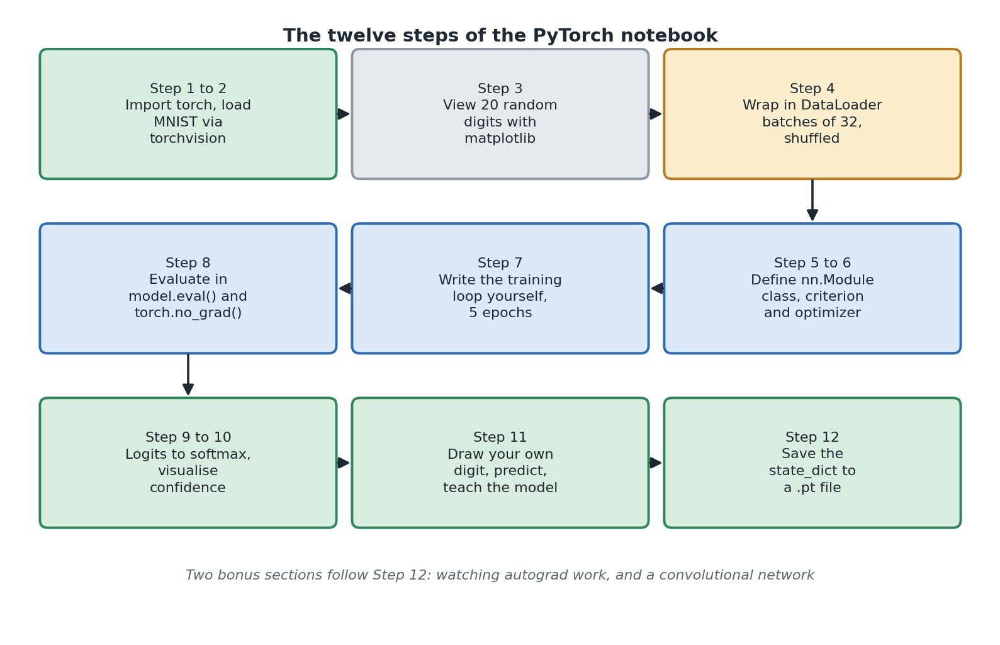 The twelve steps of the PyTorch notebook
Step 1 to 2
Import torch, load
MNIST via
torchvision
Step 3
View 20 random
digits with
matplotlib
Step 4
Wrap in DataLoader
batches of 32,
shuffled
Step 5 to 6
Define nn.Module
class, criterion
and optimizer
Step 7
Write the training
loop yourself,
5 epochs
Step 8
Evaluate in
model.eval() and
torch.no_grad()
Step 9 to 10
Logits to softmax,
visualise
confidence
Step 11
Draw your own
digit, predict,
teach the model
Step 12
Save the
state_dict to
a .pt file
Two bonus sections follow Step 12: watching autograd work, and a convolutional network